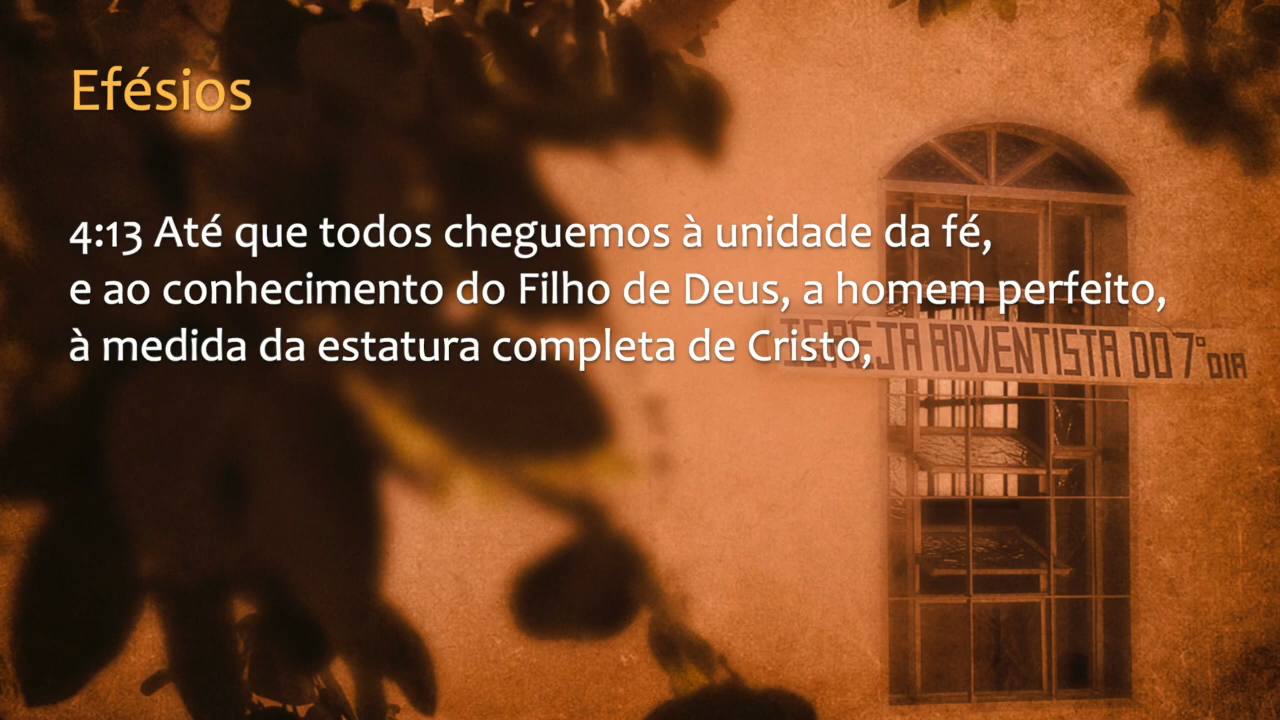 Efésios
4:13 Até que todos cheguemos à unidade da fé,
e ao conhecimento do Filho de Deus, a homem perfeito,
à medida da estatura completa de Cristo,
IGREJA ADVENTISTA DO 7° DIA